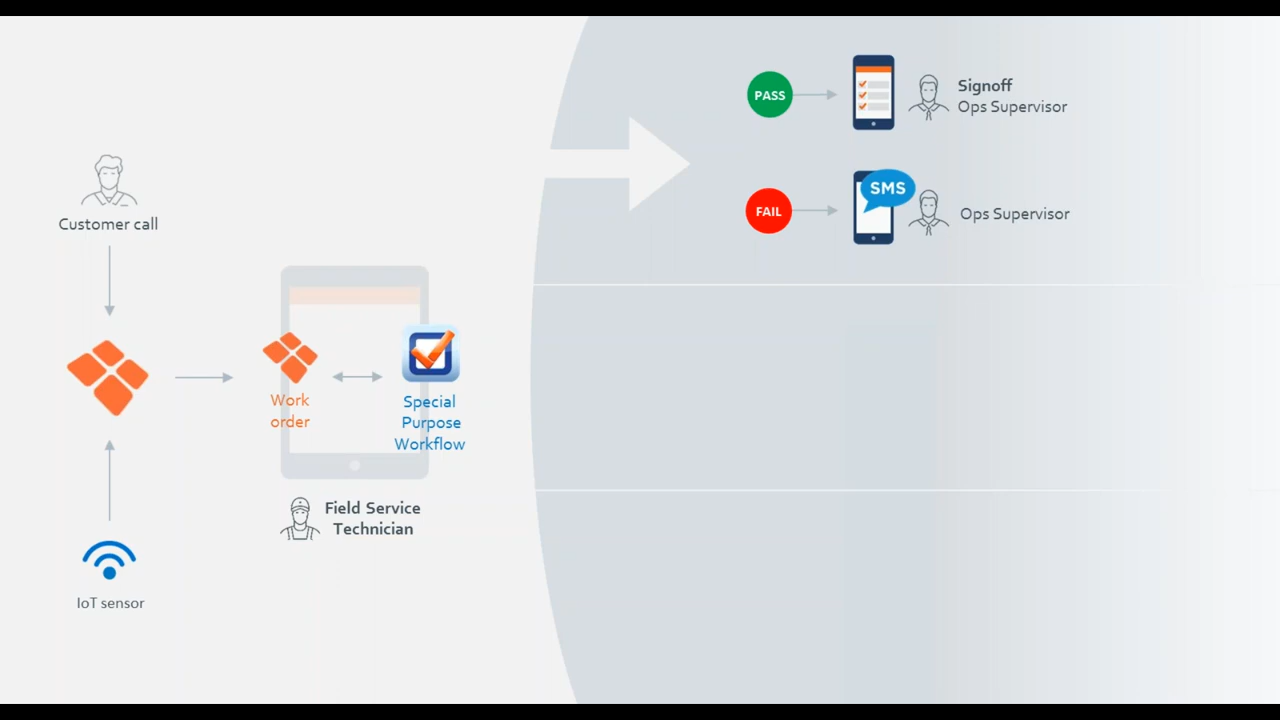 Customer call
IoT sensor
Work
order
Special
Purpose
Workflow
Field Service
Technician
PASS
Signoff
Ops Supervisor
FAIL
SMS
Ops Supervisor